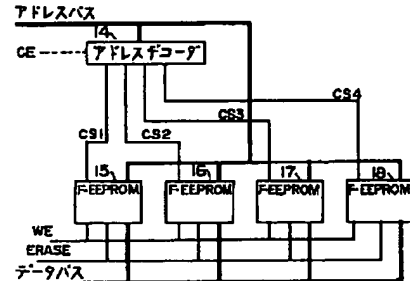 アドレスバス
14
CE アドレスデコーダ
CS4
CS3
CS1 CS2
15 16 17 18
F-EEPROM F-EEPROM F-EEPROM F-EEPROM
WE
ERASE
データバス